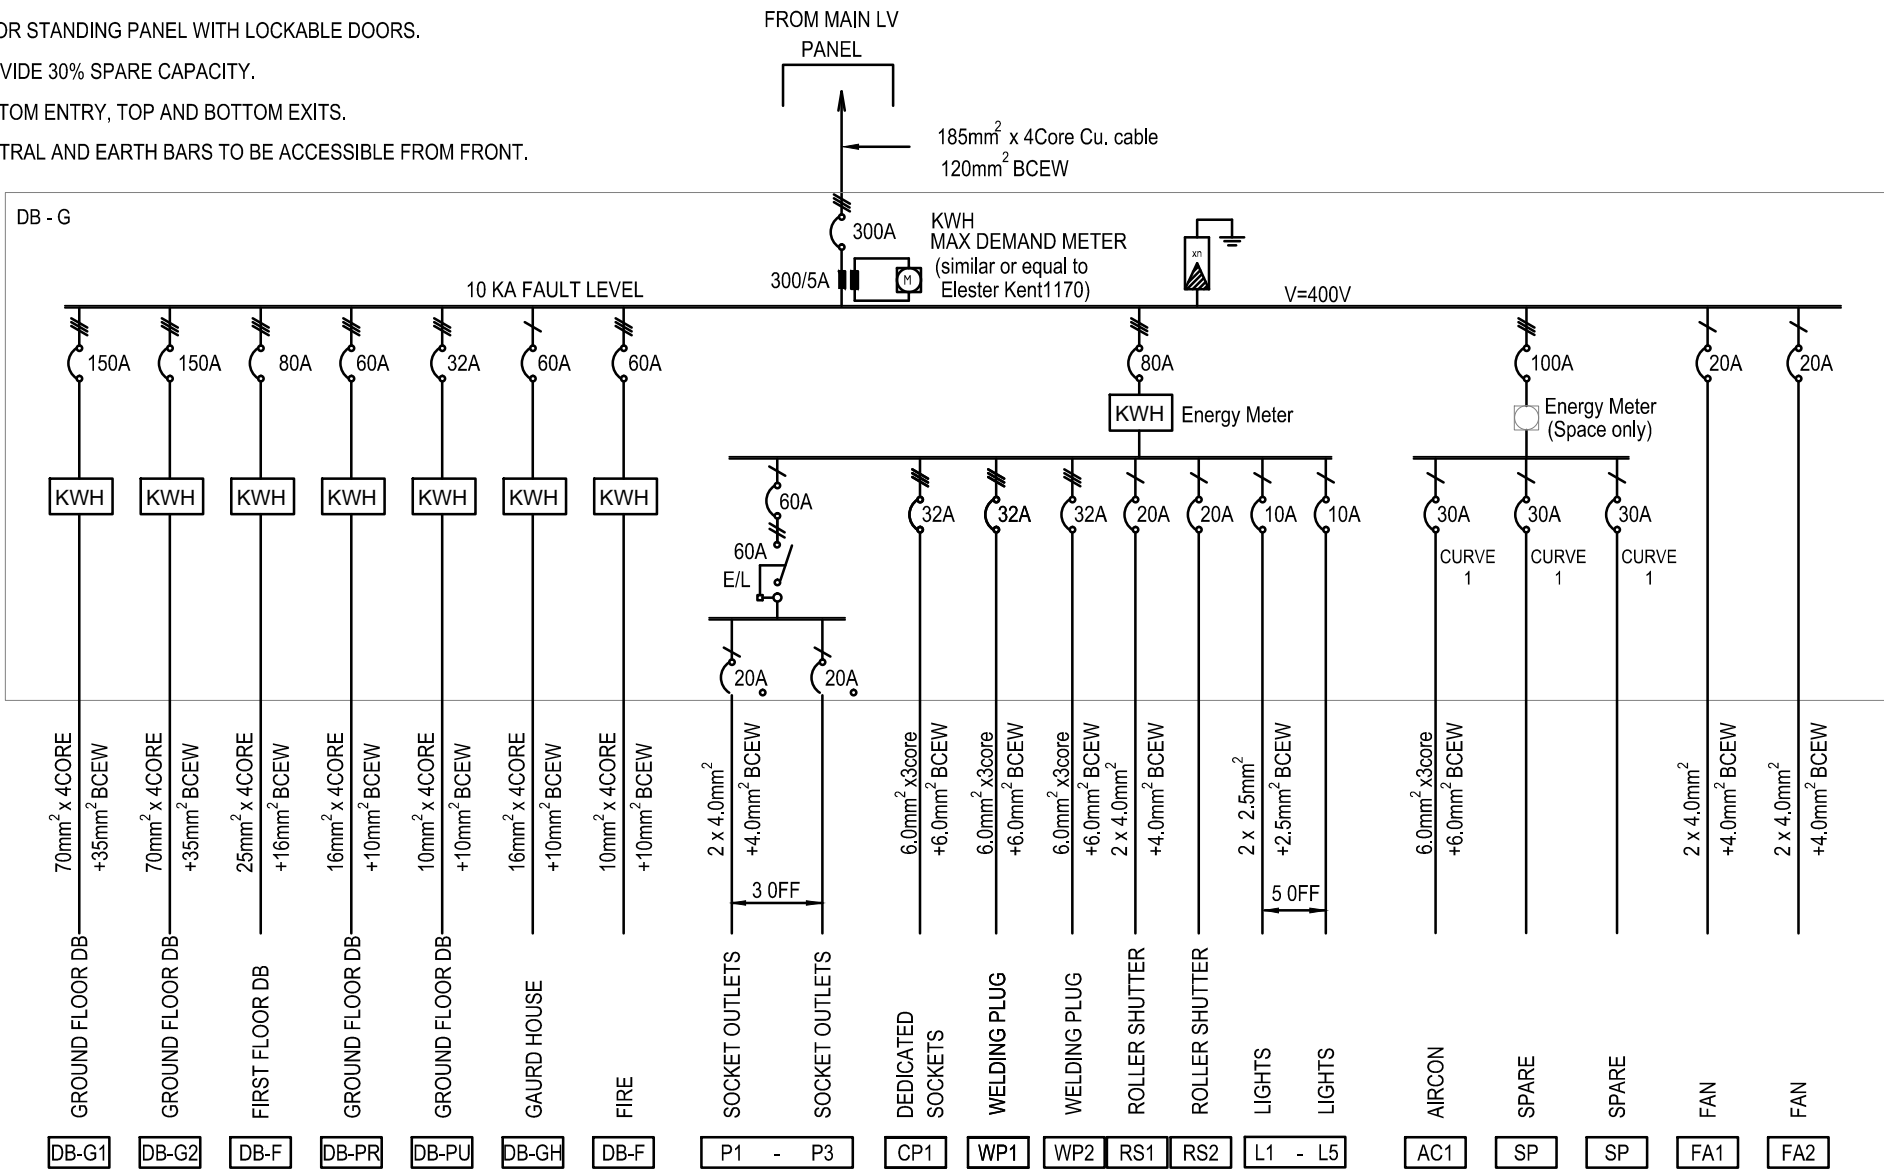 OR STANDING PANEL WITH LOCKABLE DOORS.
VIDE 30% SPARE CAPACITY.
TOM ENTRY, TOP AND BOTTOM EXITS.
TRAL AND EARTH BARS TO BE ACCESSIBLE FROM FRONT.
FROM MAIN LV
PANEL
185mm² x 4Core Cu. cable
120mm² BCEW
DB - G
300A
KWH
MAX DEMAND METER
(similar or equal to
Elester Kent1170)
300/5A
M
xn
10 KA FAULT LEVEL
V=400V
150A
150A
80A
60A
32A
60A
60A
80A
100A
20A
20A
KWH
Energy Meter
Energy Meter
(Space only)
KWH
KWH
KWH
KWH
KWH
KWH
KWH
60A
32A
32A
32A
20A
20A
10A
10A
30A
30A
30A
CURVE
1
CURVE
1
CURVE
1
60A
E/L
20A
20A
70mm² x 4CORE
+35mm² BCEW
70mm² x 4CORE
+35mm² BCEW
25mm² x 4CORE
+16mm² BCEW
16mm² x 4CORE
+10mm² BCEW
10mm² x 4CORE
+10mm² BCEW
16mm² x 4CORE
+10mm² BCEW
10mm² x 4CORE
+10mm² BCEW
2 x 4.0mm²
+4.0mm² BCEW
6.0mm² x3core
+6.0mm² BCEW
6.0mm² x3core
+6.0mm² BCEW
6.0mm² x3core
+6.0mm² BCEW
2 x 4.0mm²
+4.0mm² BCEW
2 x 2.5mm²
+2.5mm² BCEW
6.0mm² x3core
+6.0mm² BCEW
2 x 4.0mm²
+4.0mm² BCEW
2 x 4.0mm²
+4.0mm² BCEW
3 0FF
5 0FF
GROUND FLOOR DB
GROUND FLOOR DB
FIRST FLOOR DB
GROUND FLOOR DB
GROUND FLOOR DB
GAURD HOUSE
FIRE
SOCKET OUTLETS
SOCKET OUTLETS
DEDICATED
SOCKETS
WELDING PLUG
WELDING PLUG
ROLLER SHUTTER
ROLLER SHUTTER
LIGHTS
LIGHTS
AIRCON
SPARE
SPARE
FAN
FAN
DB-G1
DB-G2
DB-F
DB-PR
DB-PU
DB-GH
DB-F
P1 - P3
CP1
WP1
WP2
RS1
RS2
L1 - L5
AC1
SP
SP
FA1
FA2